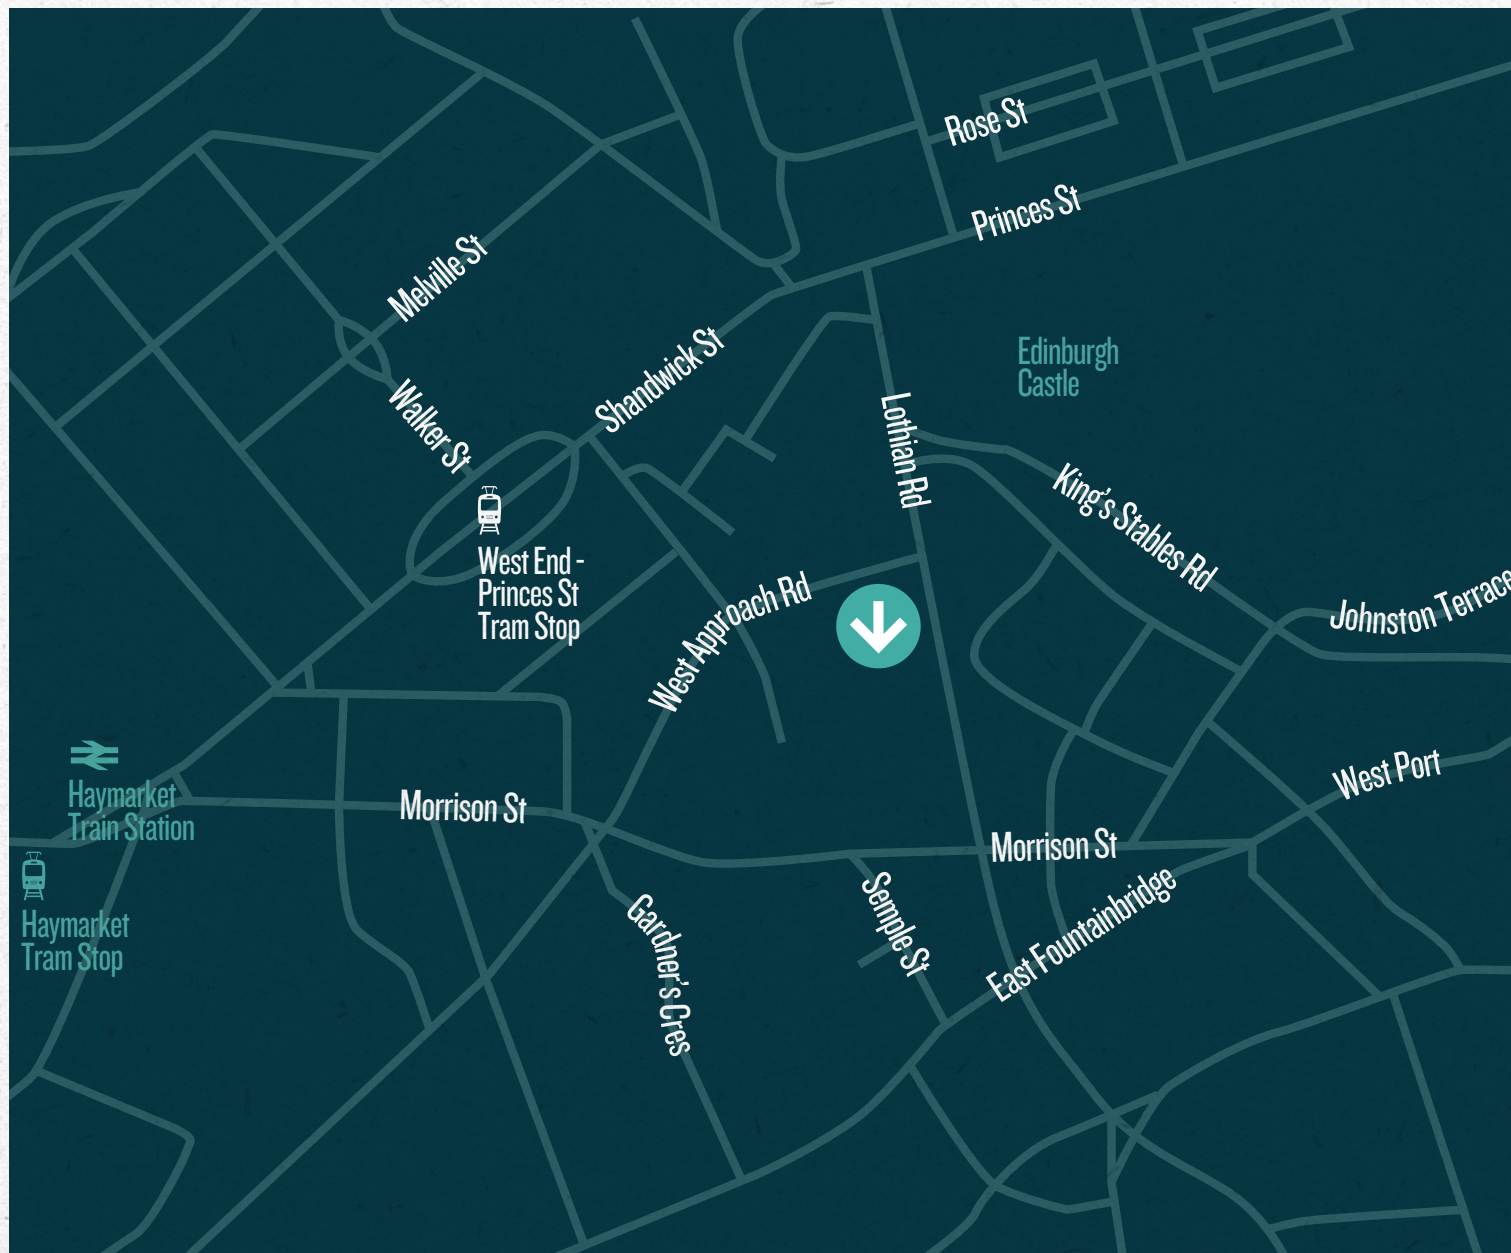 Rose St
Princes St
Melville St
Shandwick St
Edinburgh
Castle
Walker St
Lothian Rd
King's Stables Rd
West End -
Princes St
Tram Stop
West Approach Rd
Johnston Terrace
Haymarket
Train Station
Morrison St
West Port
Morrison St
Haymarket
Tram Stop
Semple St
East Fountainbridge
Gardner's Cres